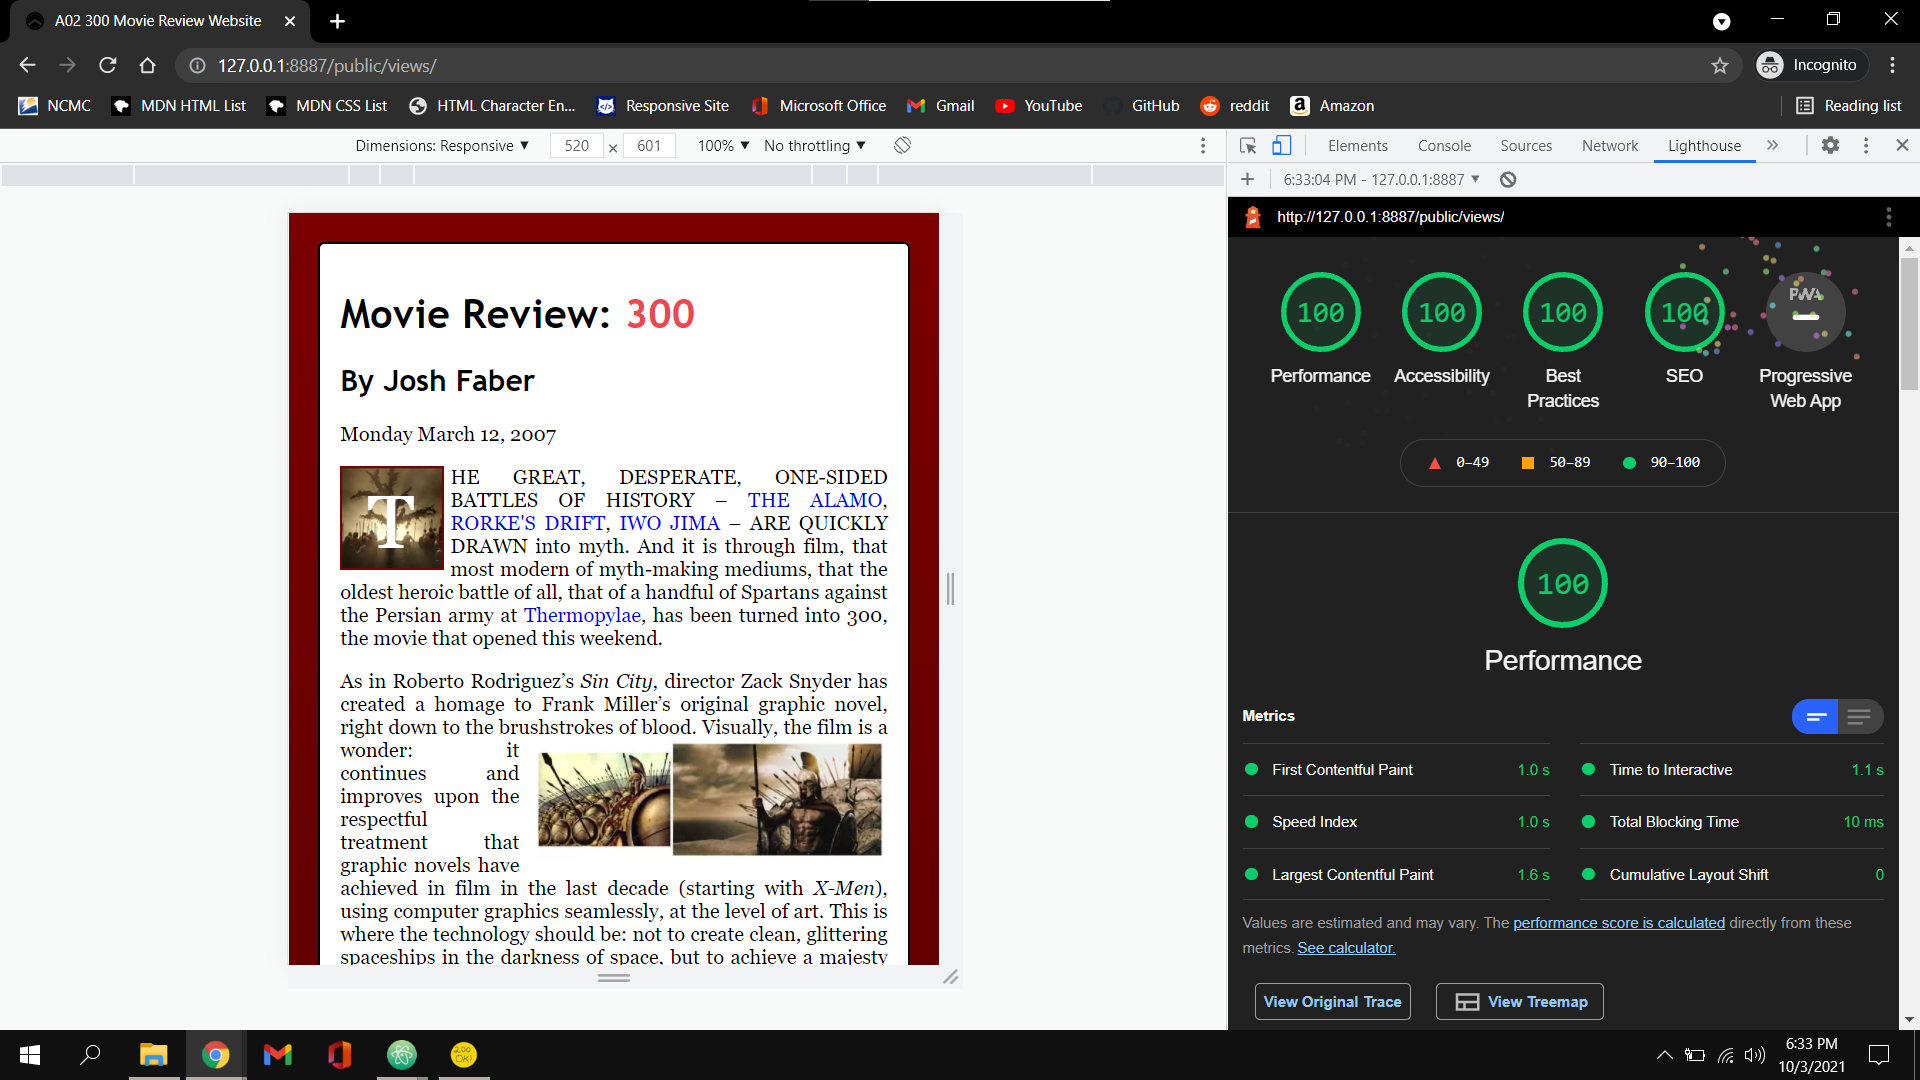 A02 300 Movie Review Website
127.0.0.1:8887/public/views/
Incognito
NCMC MDN HTML List MDN CSS List HTML Character En... Responsive Site Microsoft Office Gmail YouTube GitHub reddit Amazon Reading list
Dimensions: Responsive 520 x 601 100% No throttling
Elements Console Sources Network Lighthouse
6:33:04 PM - 127.0.0.1:8887
http://127.0.0.1:8887/public/views/
Movie Review: 300
By Josh Faber
Monday March 12, 2007
T
HE GREAT, DESPERATE, ONE-SIDED
BATTLES OF HISTORY – THE ALAMO,
RORKE'S DRIFT, IWO JIMA – ARE QUICKLY
DRAWN into myth. And it is through film, that
most modern of myth-making mediums, that the
oldest heroic battle of all, that of a handful of Spartans against
the Persian army at Thermopylae, has been turned into 300,
the movie that opened this weekend.
As in Roberto Rodriguez’s Sin City, director Zack Snyder has
created a homage to Frank Miller’s original graphic novel,
right down to the brushstrokes of blood. Visually, the film is a
wonder: it
continues and
improves upon the
respectful
treatment that
graphic novels have
achieved in film in the last decade (starting with X-Men),
using computer graphics seamlessly, at the level of art. This is
where the technology should be: not to create clean, glittering
spaceships in the darkness of space, but to achieve a majesty
100 100 100 100 PWA
Performance Accessibility Best Practices SEO Progressive Web App
0–49 50–89 90–100
100
Performance
Metrics
First Contentful Paint 1.0 s
Time to Interactive 1.1 s
Speed Index 1.0 s
Total Blocking Time 10 ms
Largest Contentful Paint 1.6 s
Cumulative Layout Shift 0
Values are estimated and may vary. The performance score is calculated directly from these
metrics. See calculator.
View Original Trace View Treemap
200 OK!
6:33 PM
10/3/2021